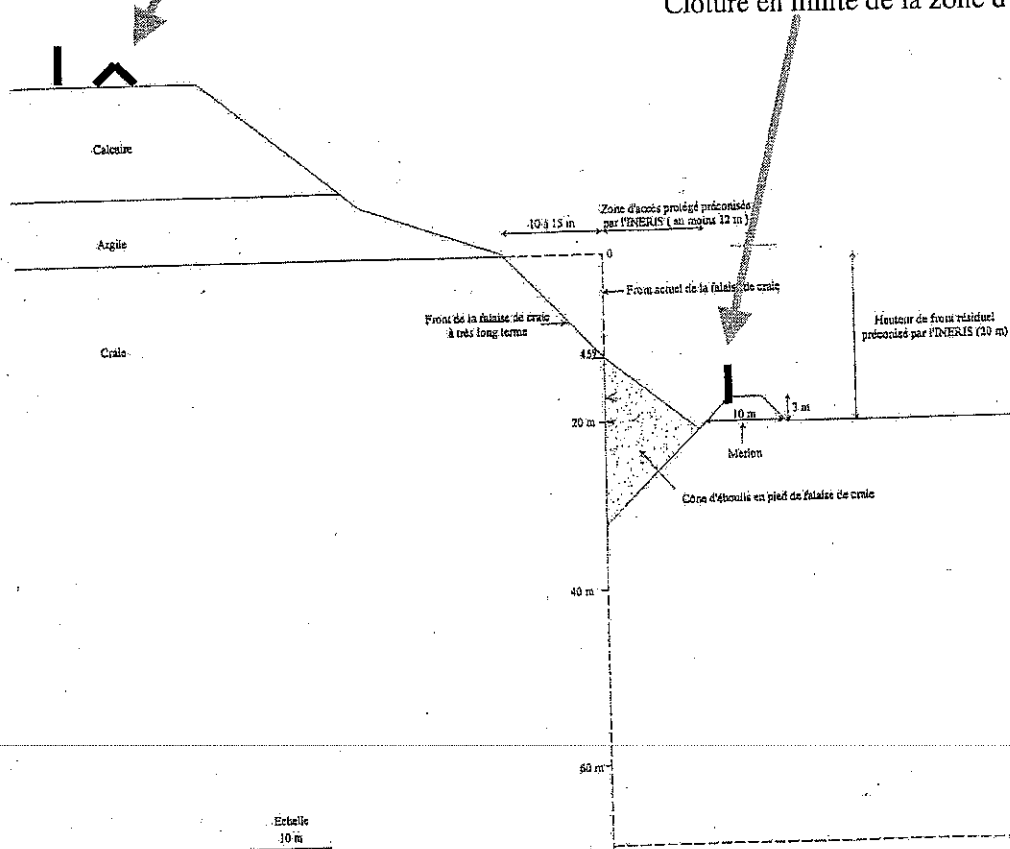 Clôture en limite de la zone d'
Calcaire
Argile
Craie
10 à 15 m
Zone d'accès protégé préconisée
par l'INERIS ( au moins 12 m )
0
Front actuel de la falaise de craie
Front de la falaise de craie
à très long terme
Hauteur de front résiduel
préconisé par l'INERIS (20 m)
20 m
10 m
3 m
Merlon
Cône d'éboulis en pied de falaise de craie
40 m
60 m
Echelle
10 m